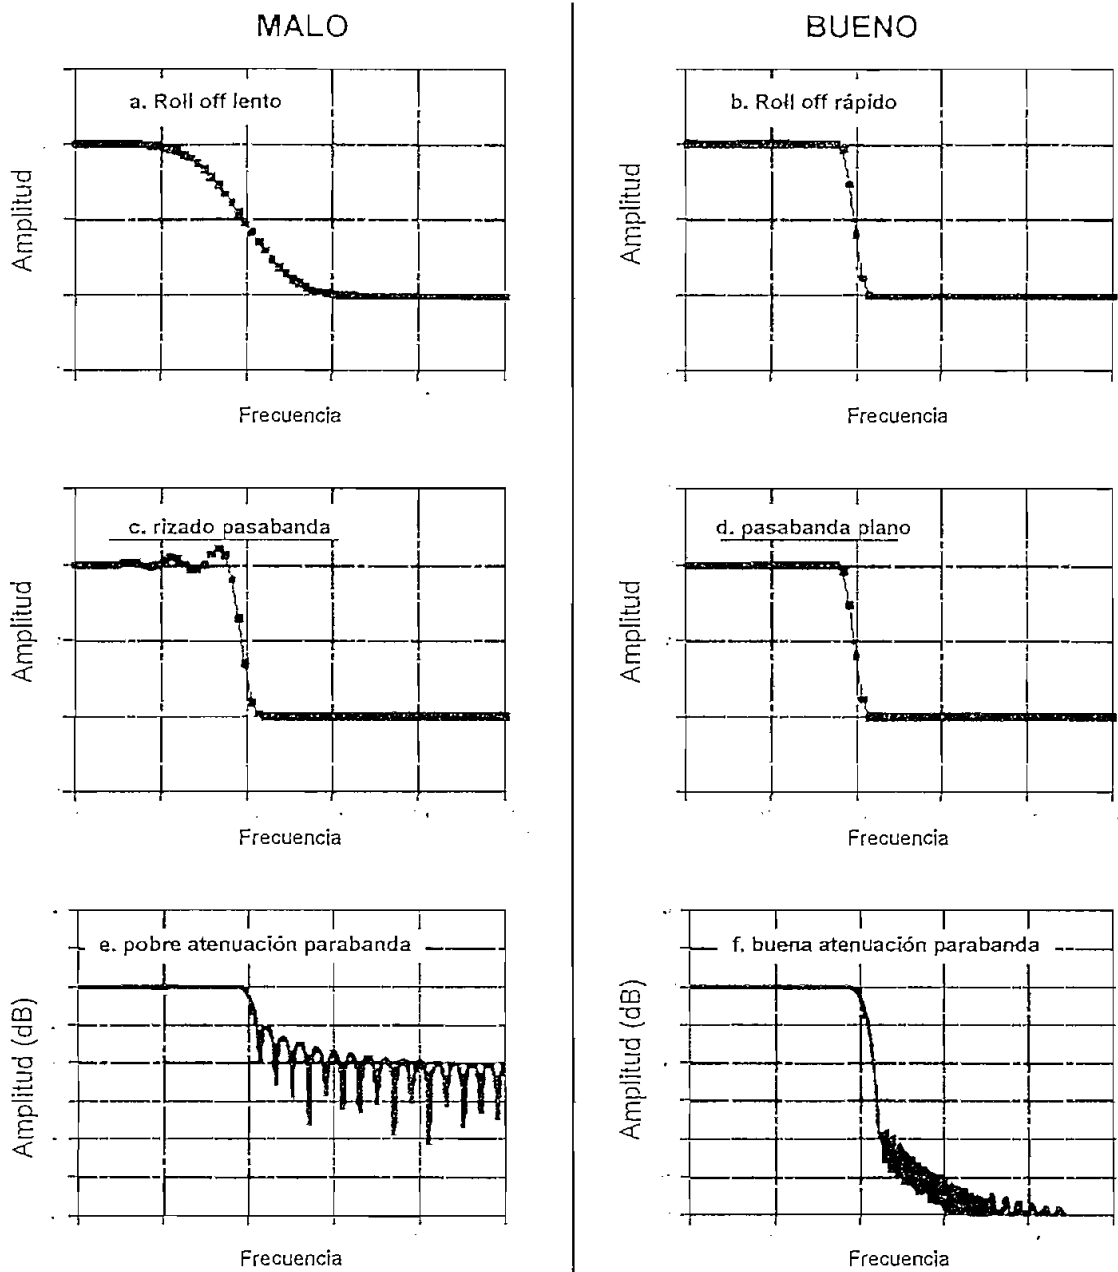 MALO
BUENO
a. Roll off lento
Amplitud
Frecuencia
b. Roll off rápido
Amplitud
Frecuencia
c. rizado pasabanda
Amplitud
Frecuencia
d. pasabanda plano
Amplitud
Frecuencia
e. pobre atenuación parabanda
Amplitud (dB)
Frecuencia
f. buena atenuación parabanda
Amplitud (dB)
Frecuencia